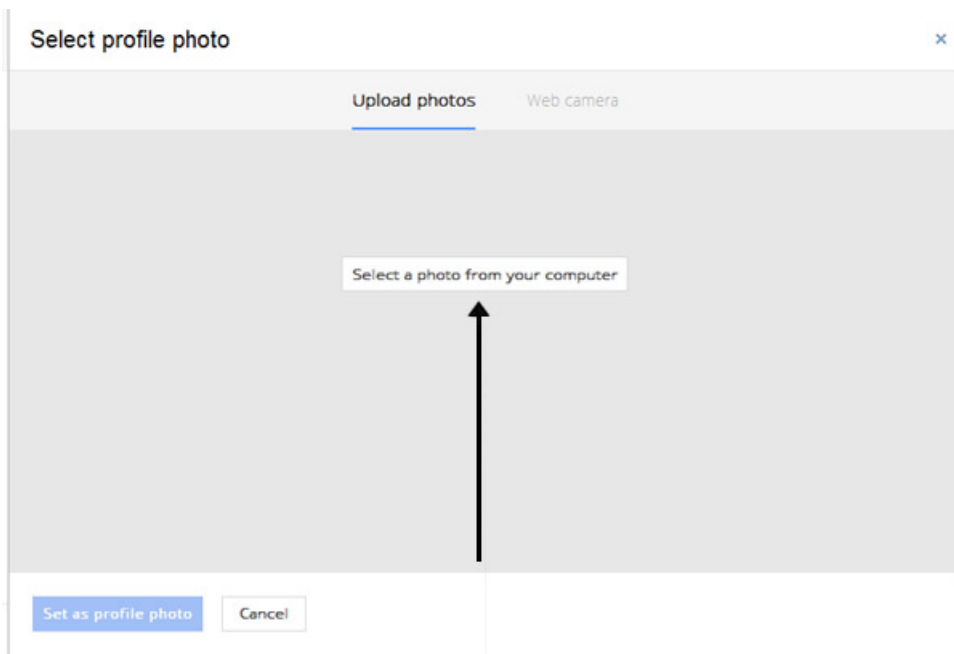 Select profile photo
×
Upload photos Web camera
Select a photo from your computer
Set as profile photo Cancel